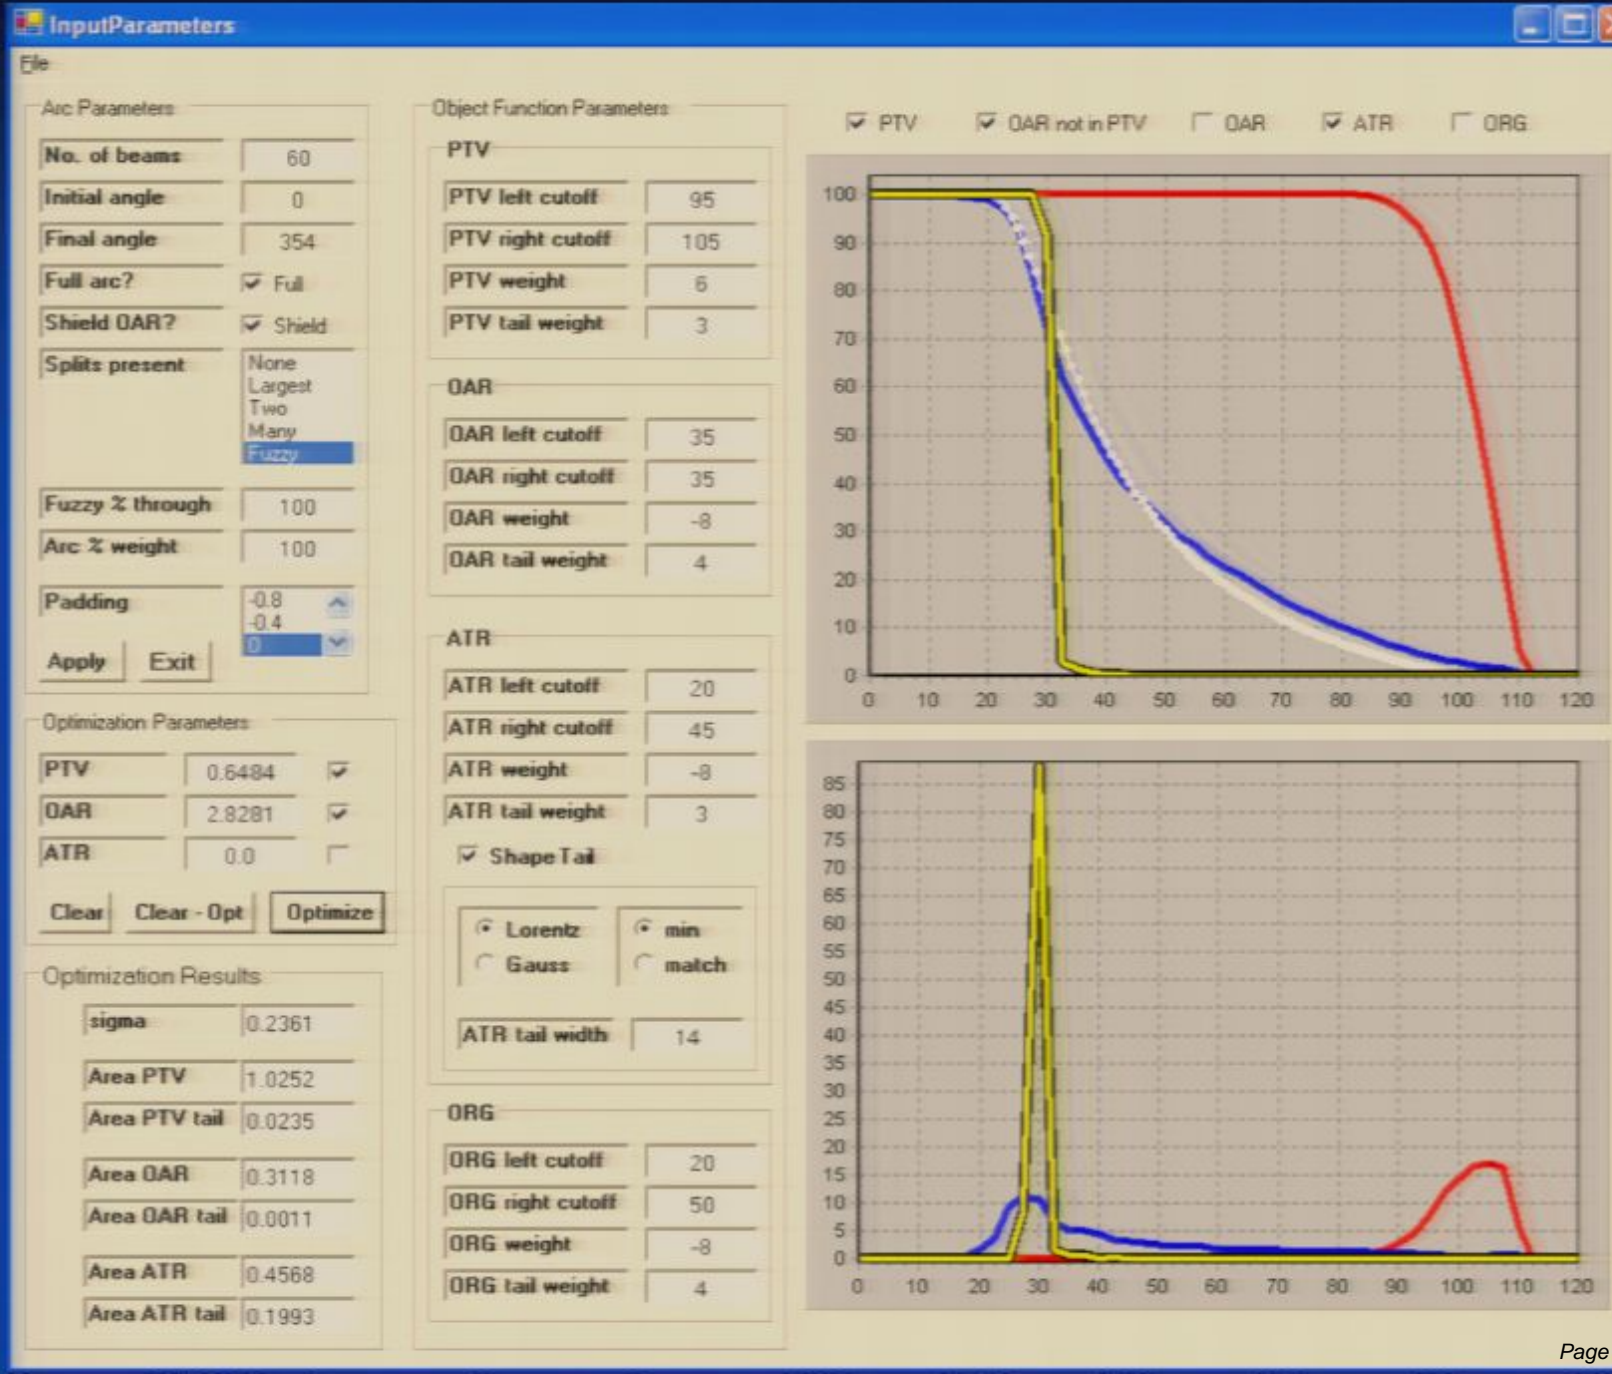 InputParameters
File
Arc Parameters
No. of beams 60
Initial angle 0
Final angle 354
Full arc? Full
Shield OAR? Shield
Splits present None
Largest
Two
Many
Fuzzy
Fuzzy % through 100
Arc % weight 100
Padding -0.8
-0.4
0
Apply Exit
Optimization Parameters
PTV 0.6484
OAR 2.8281
ATR 0.0
Clear Clear - Opt Optimize
Optimization Results
sigma 0.2361
Area PTV 1.0252
Area PTV tail 0.0235
Area OAR 0.3118
Area OAR tail 0.0011
Area ATR 0.4568
Area ATR tail 0.1993
Object Function Parameters
PTV
PTV left cutoff 95
PTV right cutoff 105
PTV weight 6
PTV tail weight 3
OAR
OAR left cutoff 35
OAR right cutoff 35
OAR weight -8
OAR tail weight 4
ATR
ATR left cutoff 20
ATR right cutoff 45
ATR weight -8
ATR tail weight 3
Shape Tail
Lorentz min
Gauss match
ATR tail width 14
ORG
ORG left cutoff 20
ORG right cutoff 50
ORG weight -8
ORG tail weight 4
PTV OAR not in PTV OAR ATR ORG
100
90
80
70
60
50
40
30
20
10
0
0 10 20 30 40 50 60 70 80 90 100 110 120
85
80
75
70
65
60
55
50
45
40
35
30
25
20
15
10
5
0
0 10 20 30 40 50 60 70 80 90 100 110 120
Page